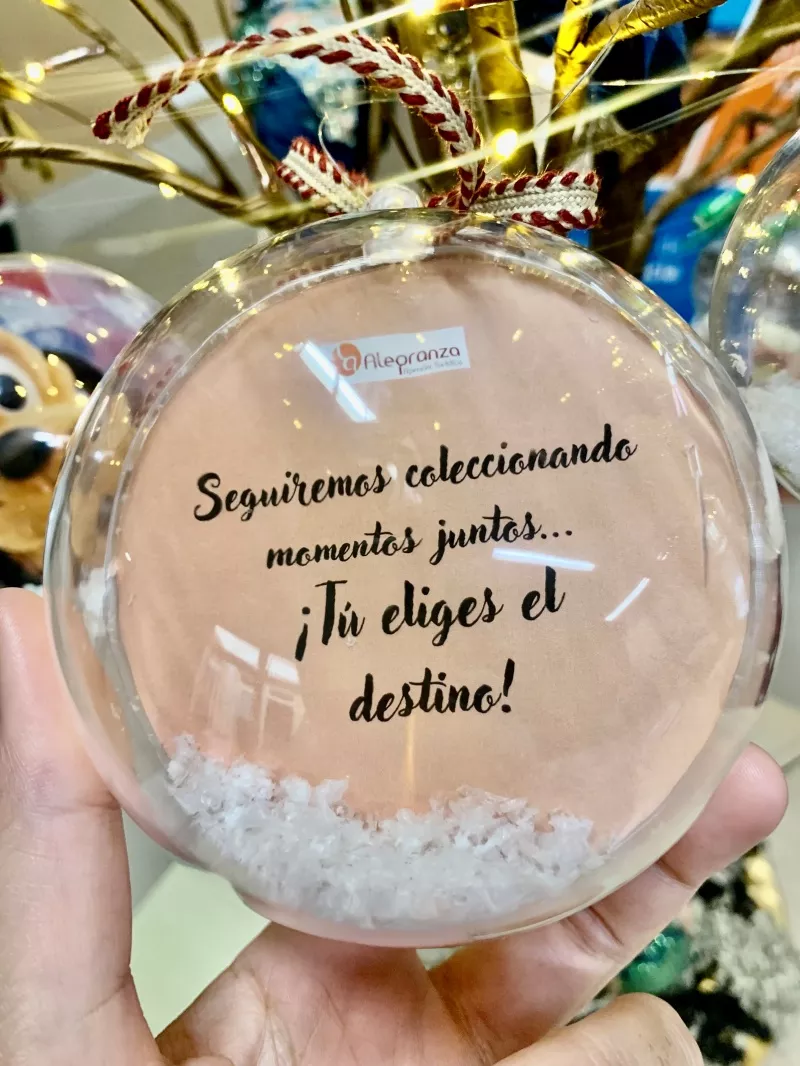 Alegranza
Seguiremos coleccionando
momentos juntos...
¡Tú eliges el
destino!